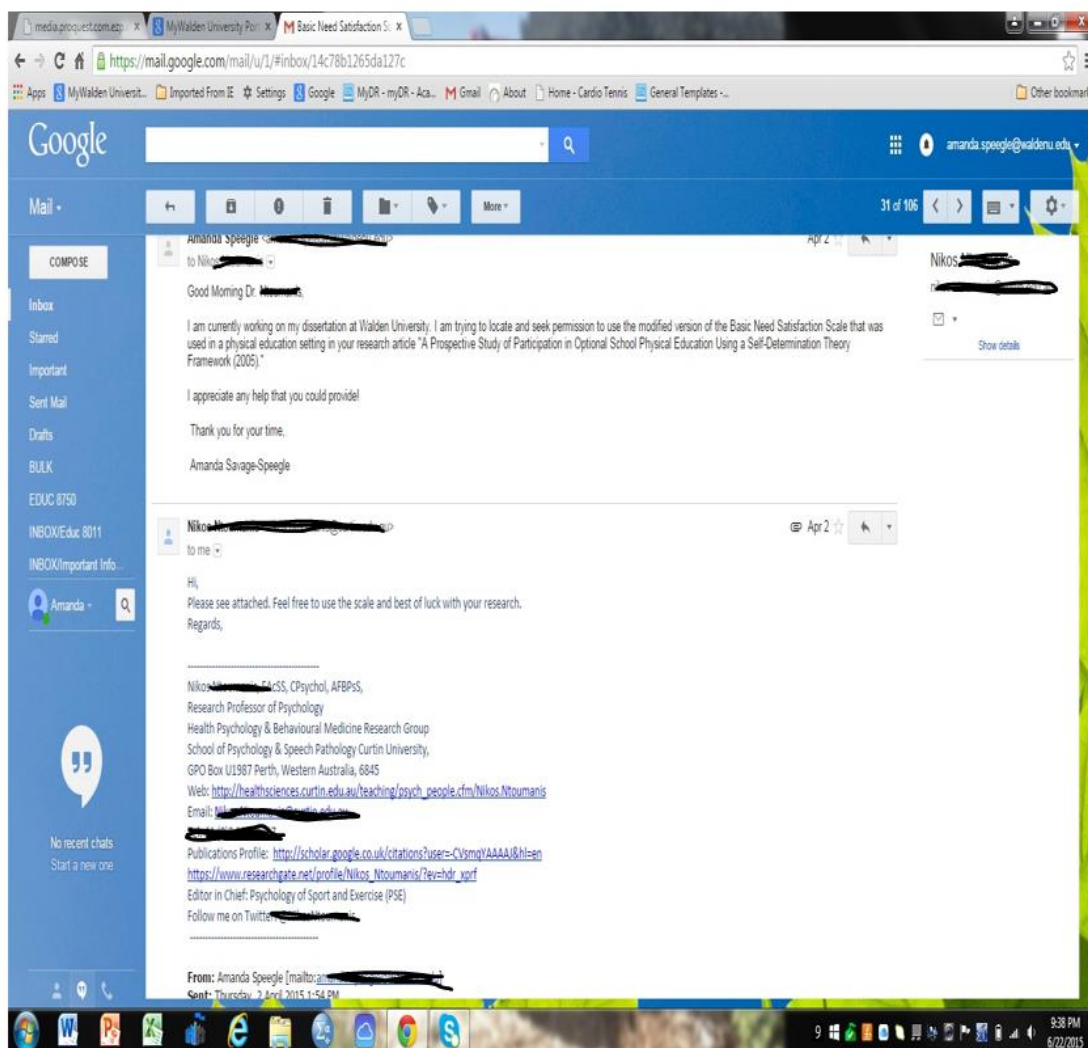 media.proquest.com.ezp
MyWalden University Por
Basic Need Satisfaction Sc
https://mail.google.com/mail/u/1/#inbox/14c78b1265da127c
Apps MyWalden Universit... Imported From IE Settings Google MyDR - myDR - Aca... Gmail About Home - Cardio Tennis General Templates -... Other bookmark
Google
amanda.speegle@waldenu.edu
Mail
More
31 of 106
COMPOSE
Inbox
Starred
Important
Sent Mail
Drafts
BULK
EDUC 8750
INBOX/Educ 8011
INBOX/Important Info...
Amanda
No recent chats
Start a new one
Amanda Speegle
Apr 2
to Nikos
Good Morning Dr.
I am currently working on my dissertation at Walden University. I am trying to locate and seek permission to use the modified version of the Basic Need Satisfaction Scale that was
used in a physical education setting in your research article "A Prospective Study of Participation in Optional School Physical Education Using a Self-Determination Theory
Framework (2005)."
I appreciate any help that you could provide!
Thank you for your time,
Amanda Savage-Speegle
Nikos
Apr 2
to me
Hi,
Please see attached. Feel free to use the scale and best of luck with your research.
Regards,
----------------------------------------
Nikos FAcSS, CPsychol, AFBPsS,
Research Professor of Psychology
Health Psychology & Behavioural Medicine Research Group
School of Psychology & Speech Pathology Curtin University,
GPO Box U1987 Perth, Western Australia, 6845
Web: http://healthsciences.curtin.edu.au/teaching/psych_people.cfm/Nikos.Ntoumanis
Email:
Publications Profile: http://scholar.google.co.uk/citations?user=-CVsmqYAAAAJ&hl=en
https://www.researchgate.net/profile/Nikos_Ntoumanis/?ev=hdr_xprf
Editor in Chief: Psychology of Sport and Exercise (PSE)
Follow me on Twitter:
----------------------------------------
From: Amanda Speegle [mailto:
Sent: Thursday, 2 April 2015 1:54 PM
Nikos
Show details
9:38 PM
6/22/2015